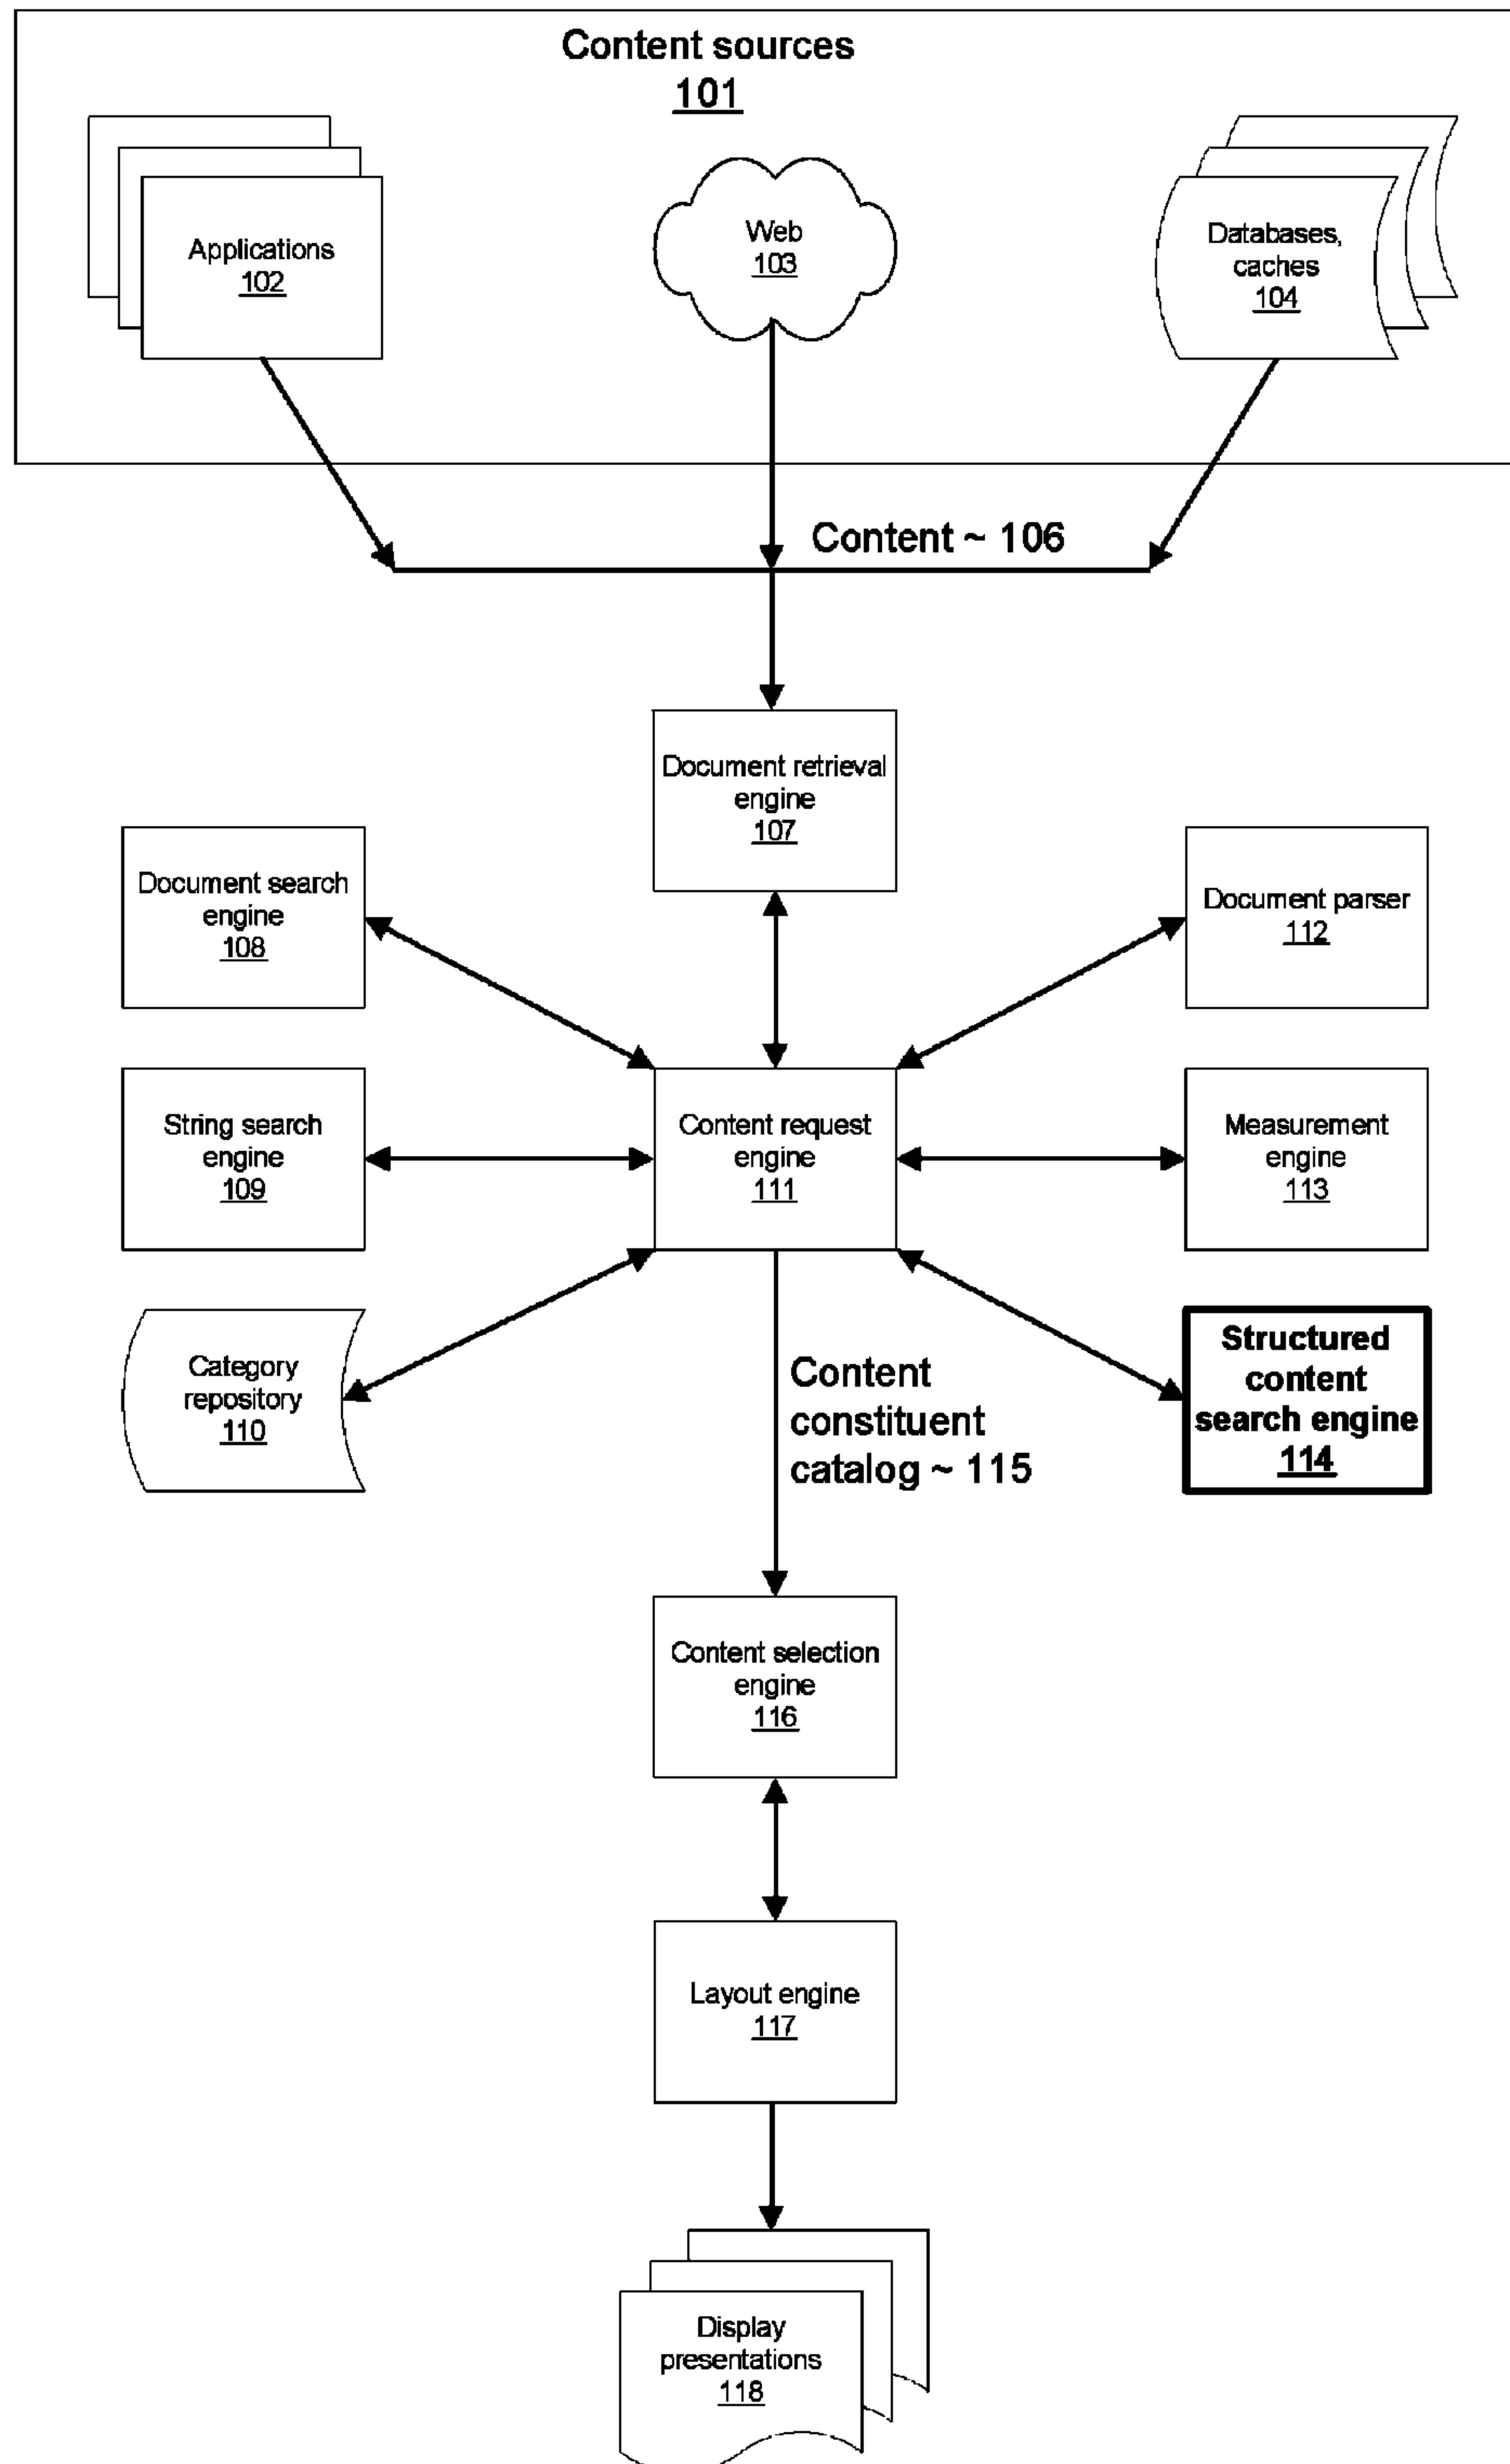 Content sources
101
Applications
102
Web
103
Databases,
caches
104
Content ~ 106
Document retrieval
engine
107
Document search
engine
108
Document parser
112
String search
engine
109
Content request
engine
111
Measurement
engine
113
Category
repository
110
Content
constituent
catalog ~ 115
Structured
content
search engine
114
Content selection
engine
116
Layout engine
117
Display
presentations
118